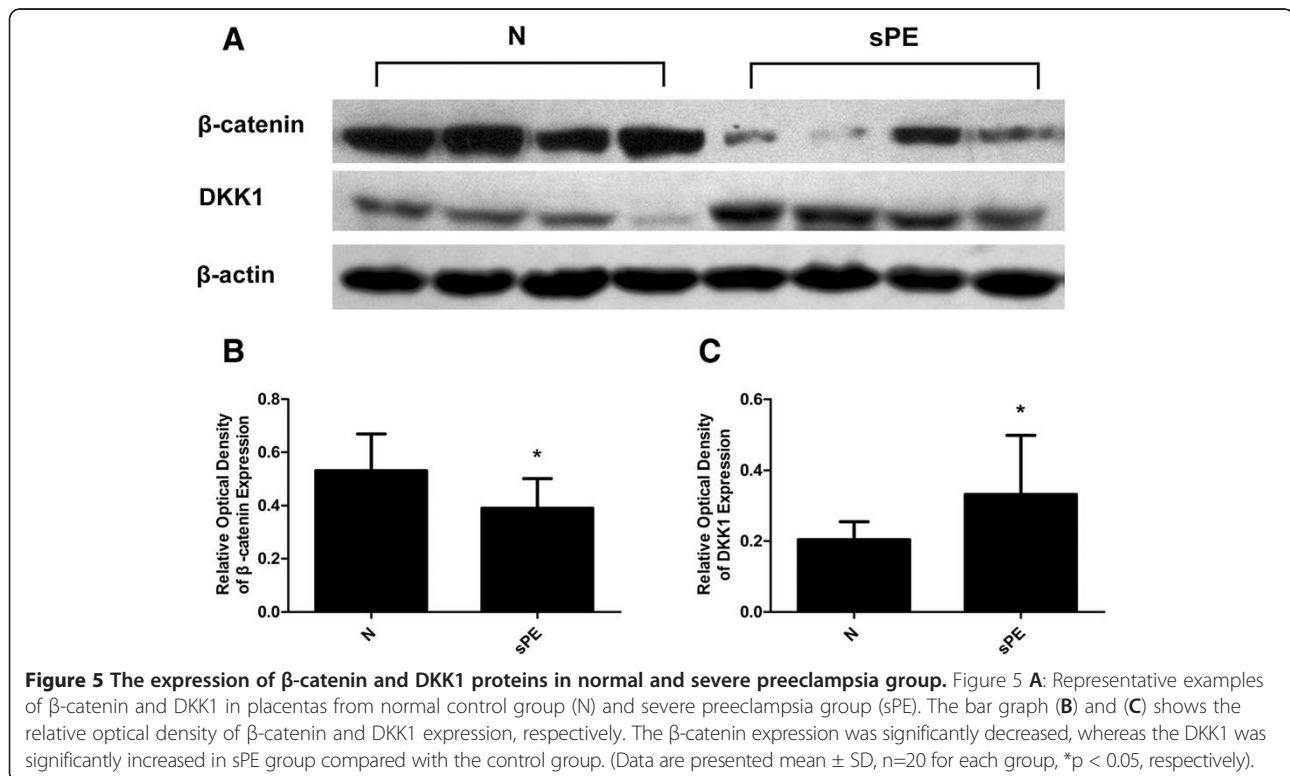 A
N
sPE
β-catenin
DKK1
β-actin
B
C
Relative Optical Density
of β -catenin Expression
0.8
0.6
0.4
0.2
0.0
*
N
sPE
Relative Optical Density
of DKK1 Expression
0.6
0.4
0.2
0.0
*
N
sPE
Figure 5 The expression of β-catenin and DKK1 proteins in normal and severe preeclampsia group. Figure 5 A: Representative examples
of β-catenin and DKK1 in placentas from normal control group (N) and severe preeclampsia group (sPE). The bar graph (B) and (C) shows the
relative optical density of β-catenin and DKK1 expression, respectively. The β-catenin expression was significantly decreased, whereas the DKK1 was
significantly increased in sPE group compared with the control group. (Data are presented mean ± SD, n=20 for each group, *p < 0.05, respectively).